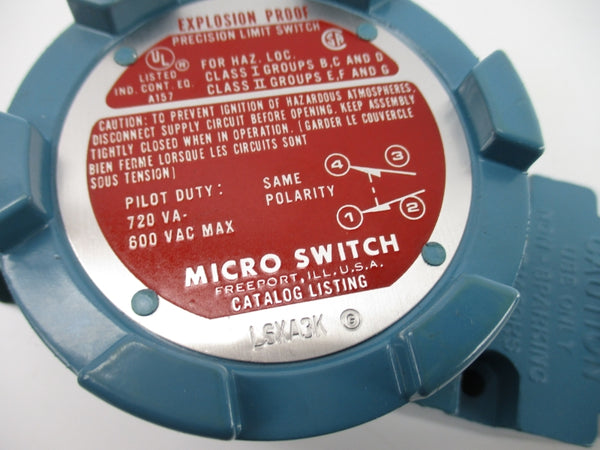 EXPLOSION PROOF
PRECISION LIMIT SWITCH
UL
LISTED
IND. CONT. EQ.
A157
FOR HAZ. LOC.
CLASS I GROUPS B,C AND D
CLASS II GROUPS E,F AND G
CAUTION: TO PREVENT IGNITION OF HAZARDOUS ATMOSPHERES,
DISCONNECT SUPPLY CIRCUIT BEFORE OPENING. KEEP ASSEMBLY
TIGHTLY CLOSED WHEN IN OPERATION. (GARDER LE COUVERCLE
BIEN FERME LORSQUE LES CIRCUITS SONT
SOUS TENSION)
PILOT DUTY:
720 VA-
600 VAC MAX
SAME
POLARITY
4 3
1 2
MICRO SWITCH
FREEPORT, ILL. U.S.A.
CATALOG LISTING
LSXA3K
CAUTION